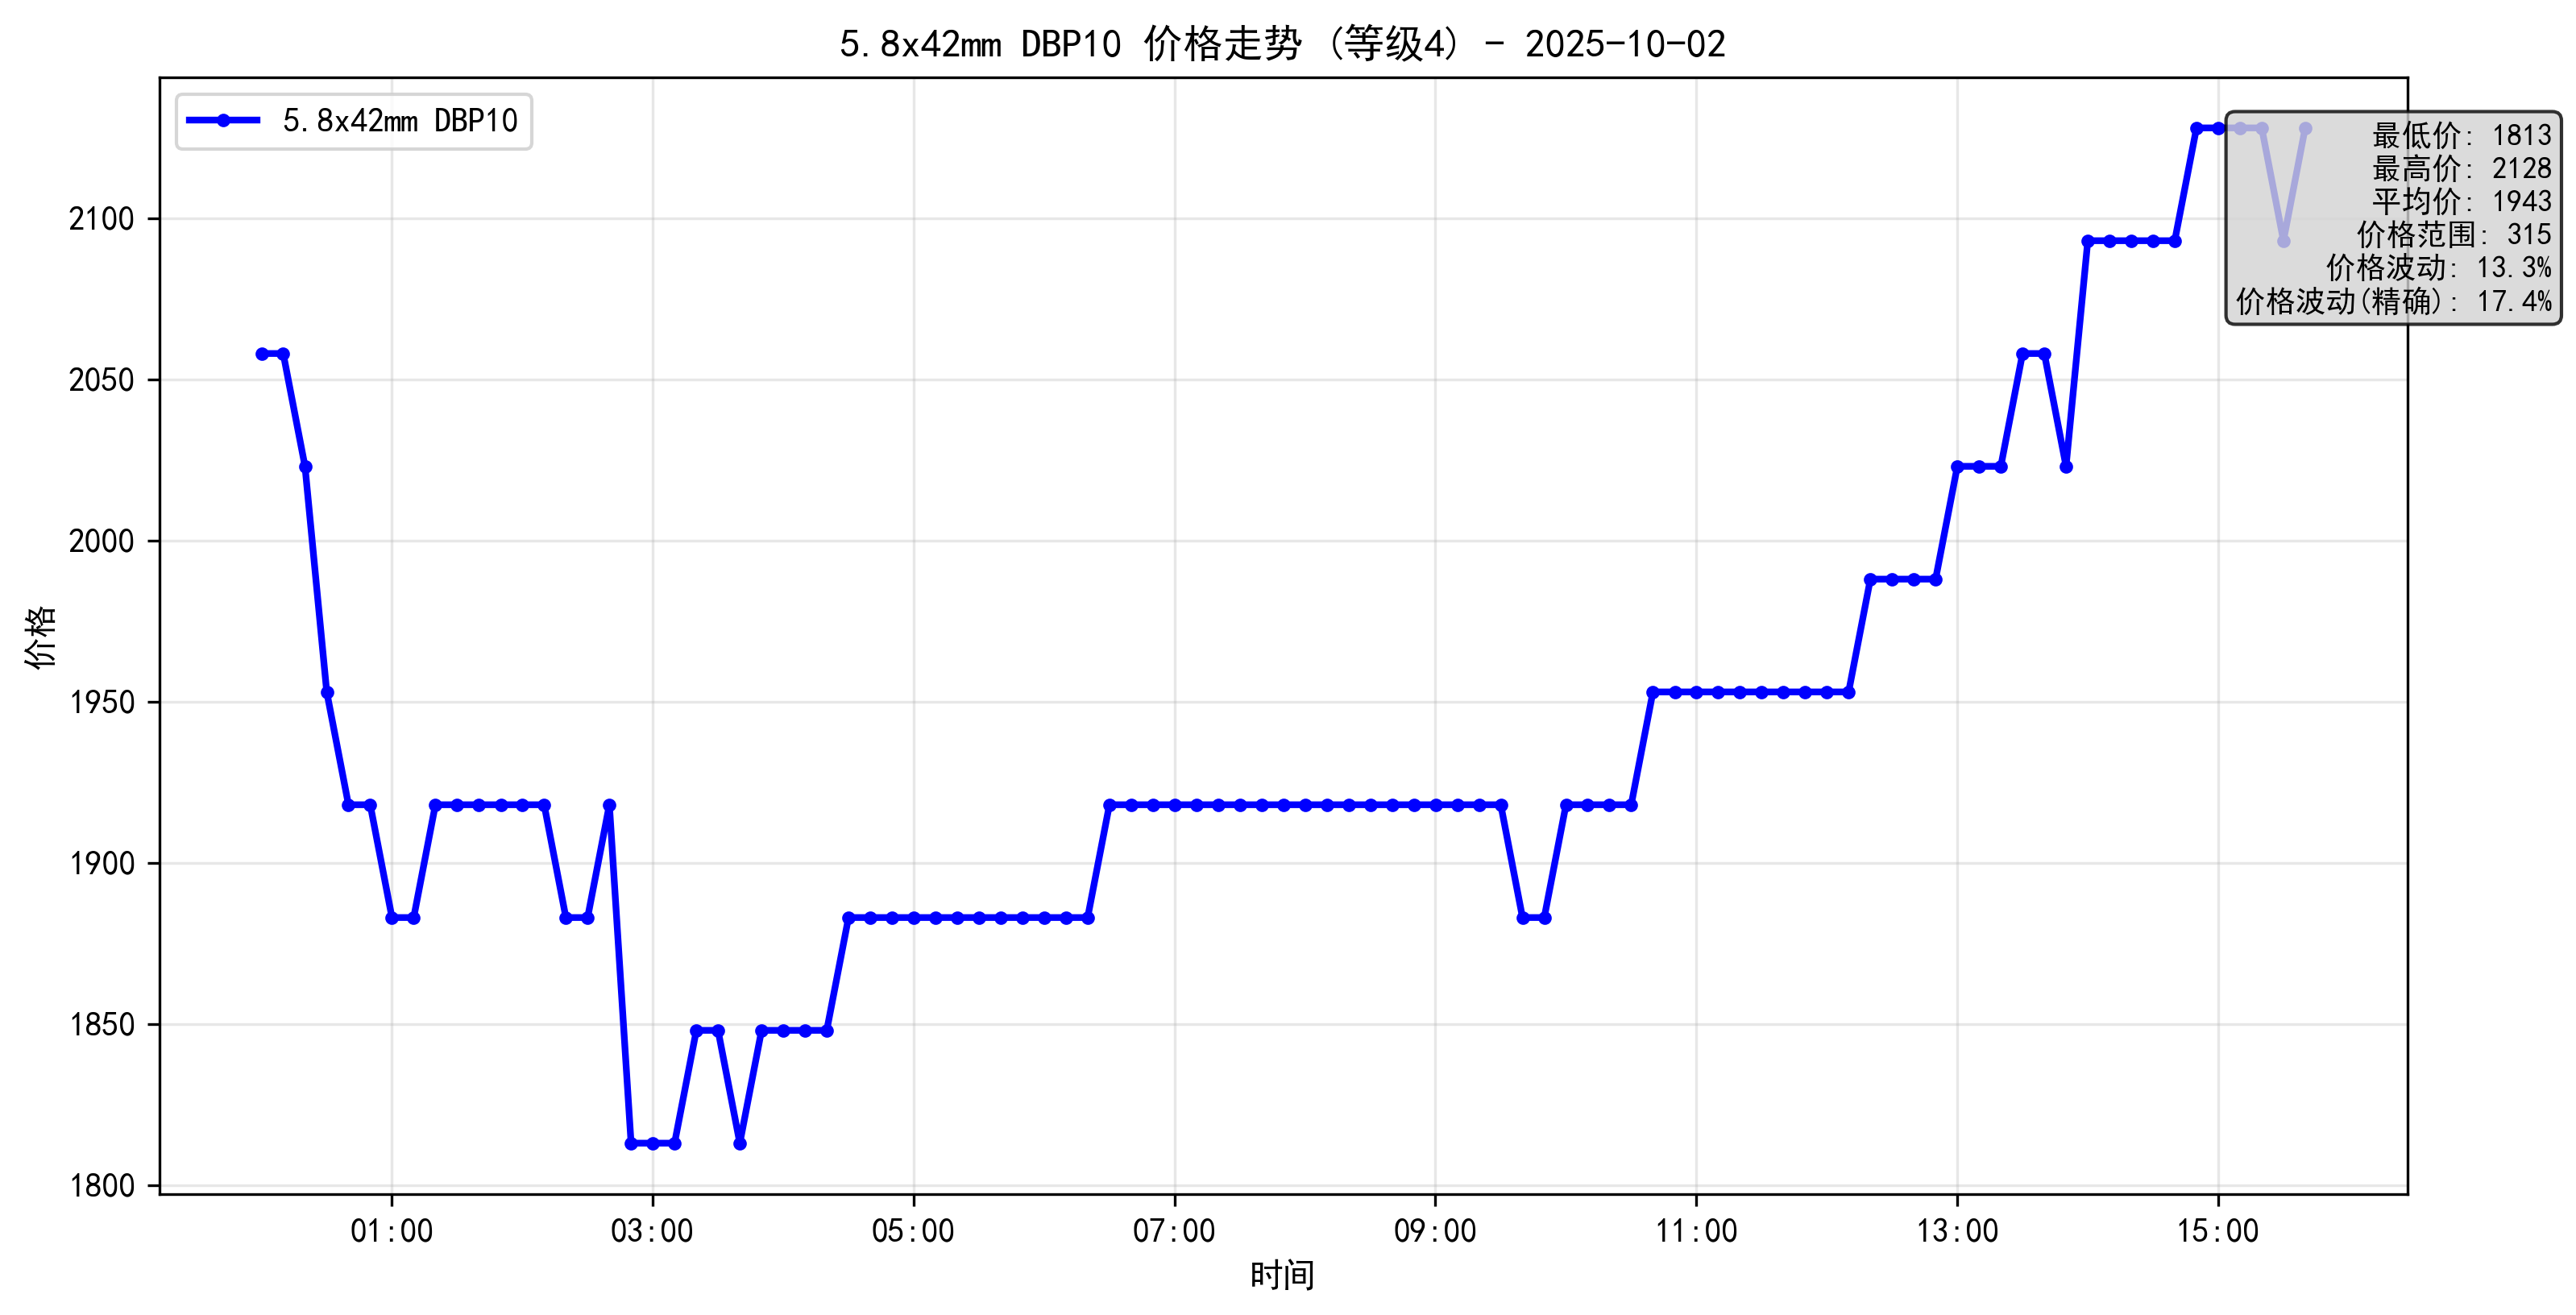 5.8x42mm DBP10 价格走势 (等级4) - 2025-10-02
5.8x42mm DBP10
最低价: 1813
最高价: 2128
平均价: 1943
价格范围: 315
价格波动: 13.3%
价格波动(精确): 17.4%
价格
2100
2050
2000
1950
1900
1850
1800
01:00 03:00 05:00 07:00 09:00 11:00 13:00 15:00
时间